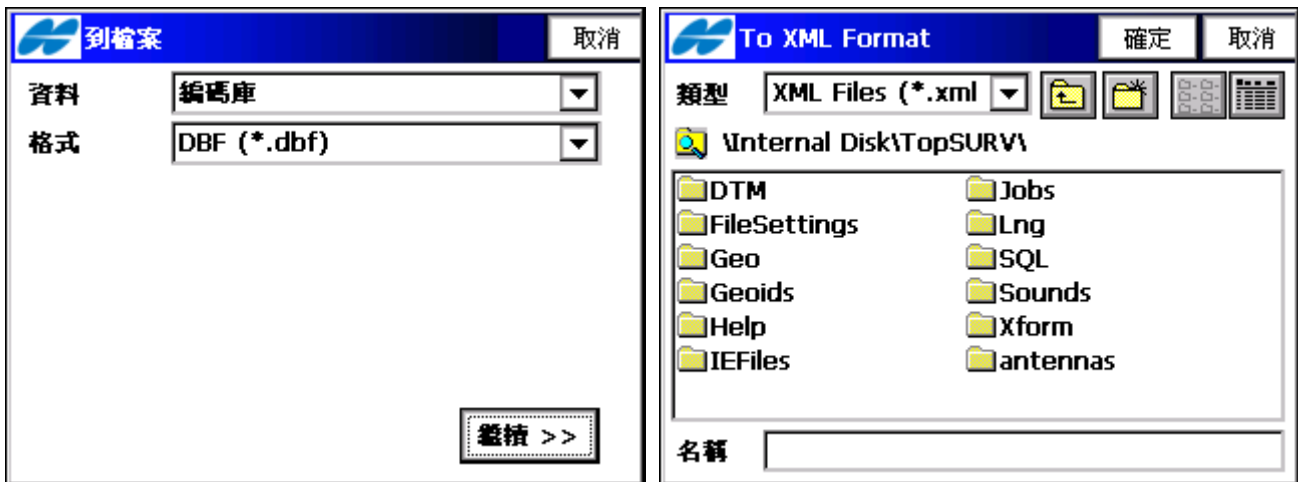 到檔案
取消
資料
編碼庫
格式
DBF (*.dbf)
繼續 >>
To XML Format
確定
取消
類型
XML Files (*.xml
\Internal Disk\TopSURV\
DTM
Jobs
FileSettings
Lng
Geo
SQL
Geoids
Sounds
Help
Xform
IEFiles
antennas
名稱